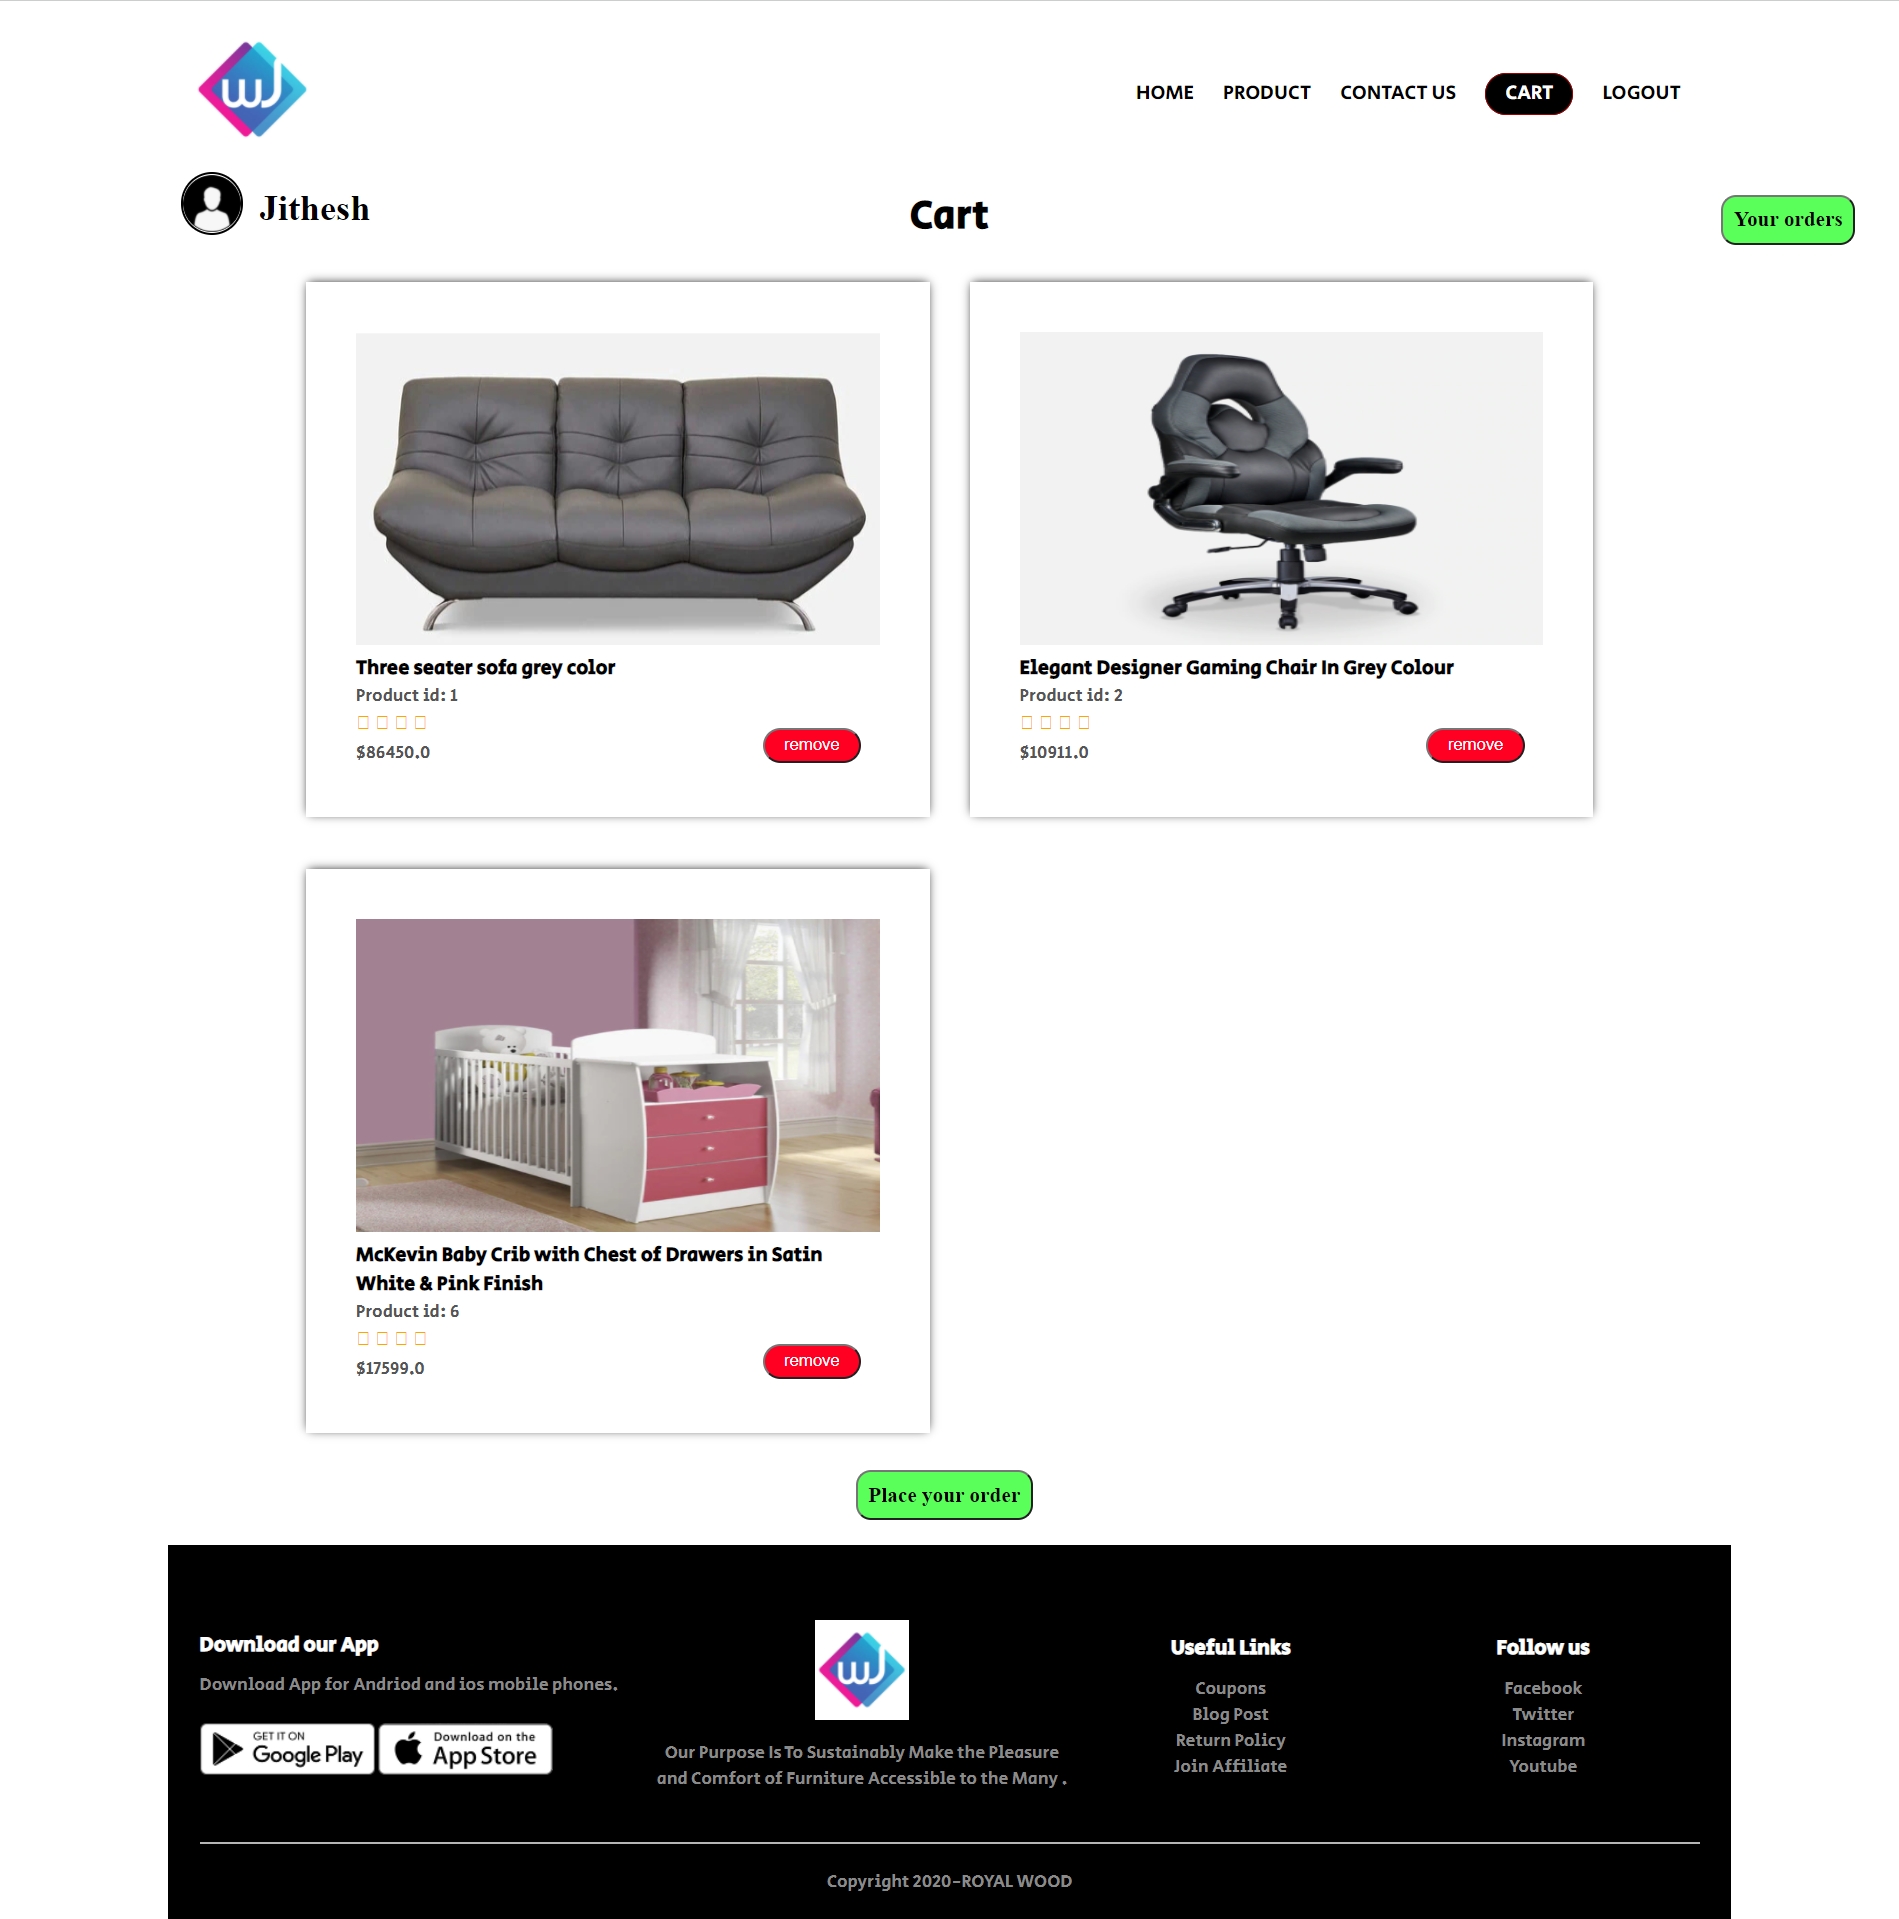 WJ
HOME PRODUCT CONTACT US CART LOGOUT
Jithesh
Cart
Your orders
Three seater sofa grey color
Product id: 1
$86450.0
remove
Elegant Designer Gaming Chair In Grey Colour
Product id: 2
$10911.0
remove
McKevin Baby Crib with Chest of Drawers in Satin
White & Pink Finish
Product id: 6
$17599.0
remove
Place your order
Download our App
Download App for Andriod and ios mobile phones.
GET IT ON
Google Play
Download on the
App Store
WJ
Our Purpose Is To Sustainably Make the Pleasure
and Comfort of Furniture Accessible to the Many .
Useful Links
Coupons
Blog Post
Return Policy
Join Affiliate
Follow us
Facebook
Twitter
Instagram
Youtube
Copyright 2020-ROYAL WOOD